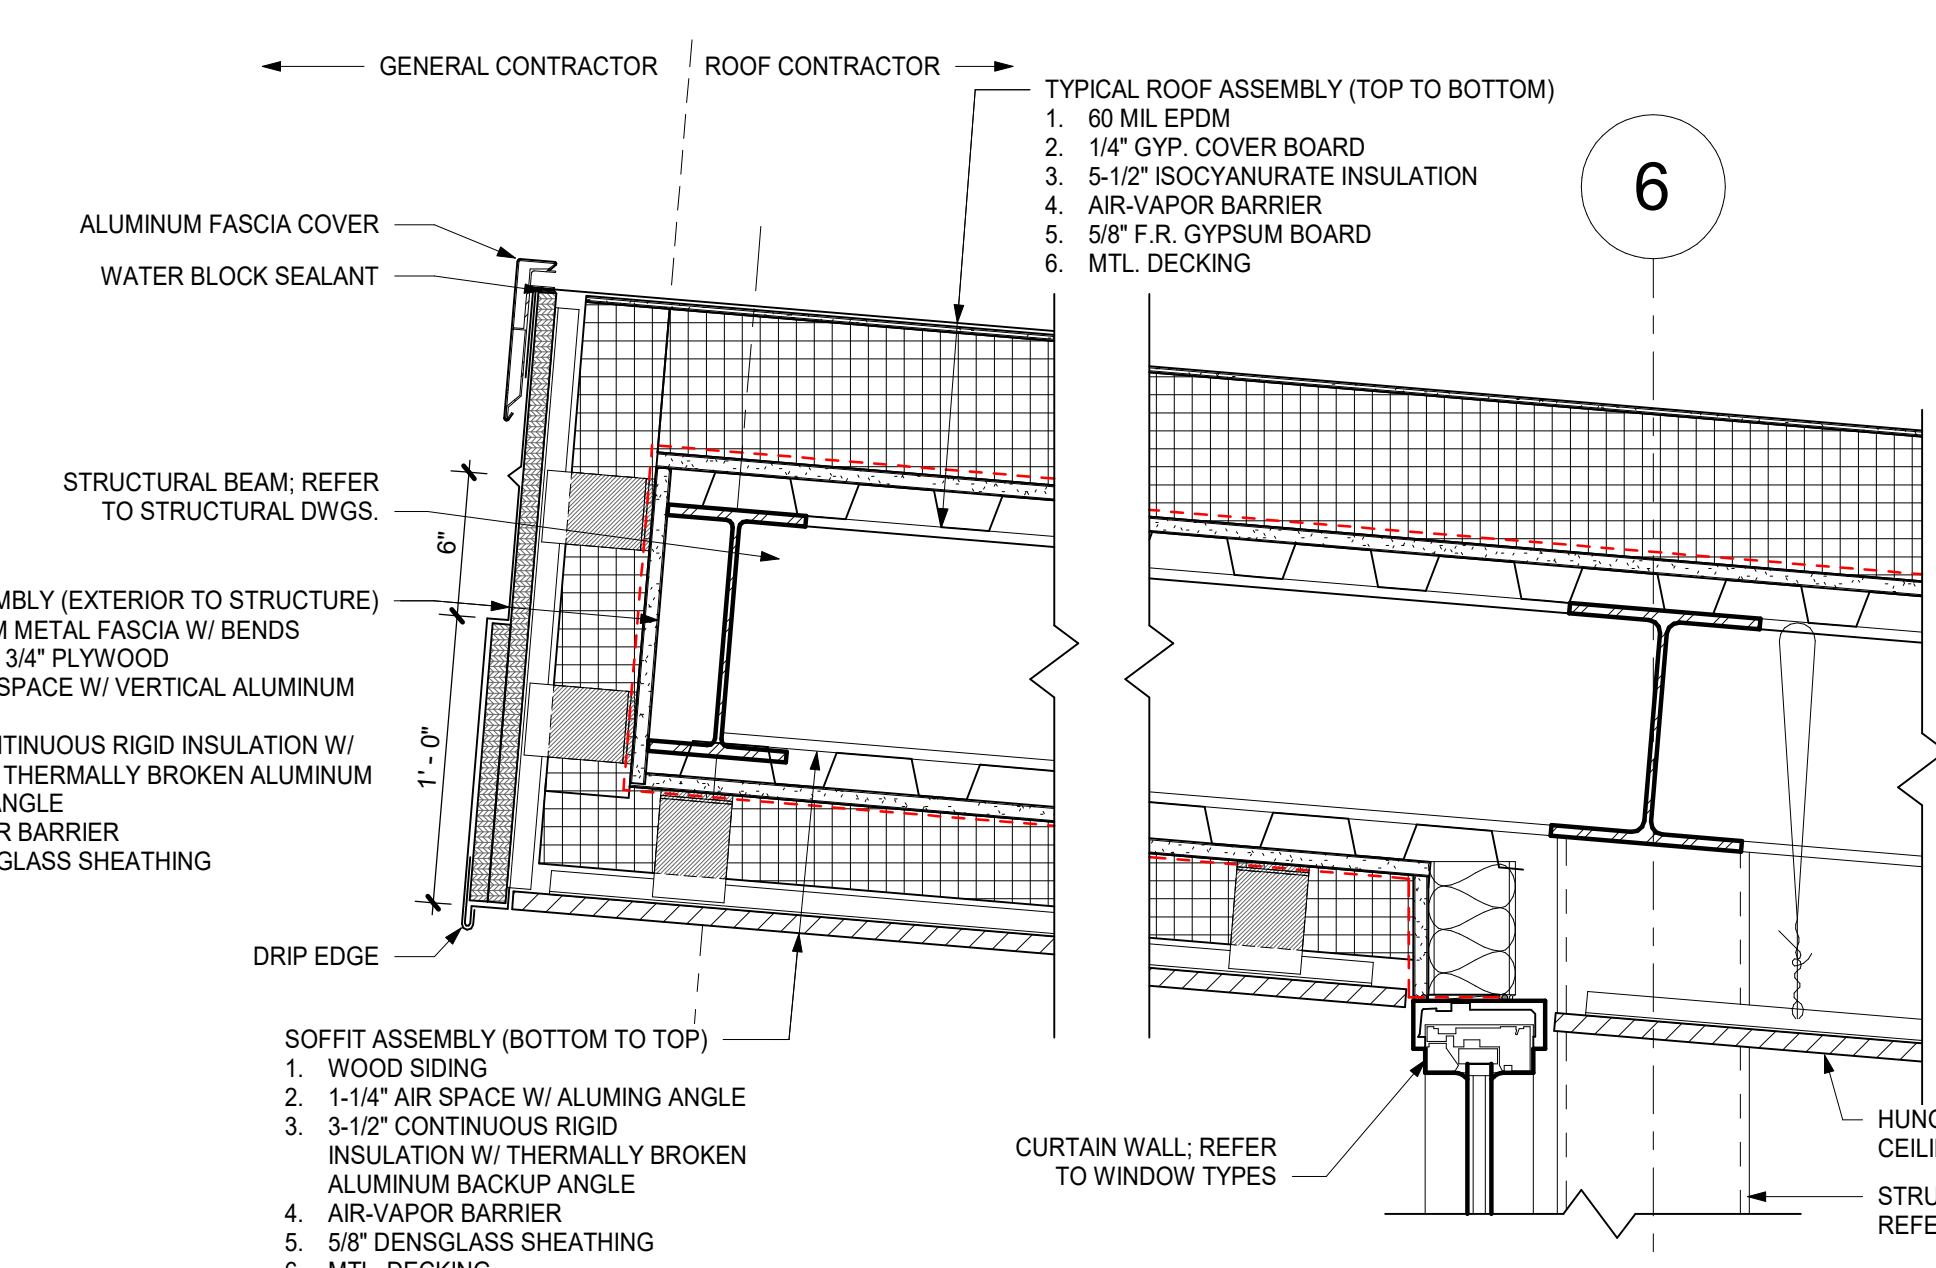 GENERAL CONTRACTOR
ROOF CONTRACTOR
TYPICAL ROOF ASSEMBLY (TOP TO BOTTOM)
1. 60 MIL EPDM
2. 1/4" GYP. COVER BOARD
3. 5-1/2" ISOCYANURATE INSULATION
4. AIR-VAPOR BARRIER
5. 5/8" F.R. GYPSUM BOARD
6. MTL. DECKING
6
ALUMINUM FASCIA COVER
WATER BLOCK SEALANT
STRUCTURAL BEAM; REFER
TO STRUCTURAL DWGS.
6"
MBLY (EXTERIOR TO STRUCTURE)
M METAL FASCIA W/ BENDS
3/4" PLYWOOD
SPACE W/ VERTICAL ALUMINUM
NTINUOUS RIGID INSULATION W/
THERMALLY BROKEN ALUMINUM
ANGLE
R BARRIER
GLASS SHEATHING
1' - 0"
DRIP EDGE
SOFFIT ASSEMBLY (BOTTOM TO TOP)
1. WOOD SIDING
2. 1-1/4" AIR SPACE W/ ALUMING ANGLE
3. 3-1/2" CONTINUOUS RIGID
INSULATION W/ THERMALLY BROKEN
ALUMINUM BACKUP ANGLE
4. AIR-VAPOR BARRIER
5. 5/8" DENSGLASS SHEATHING
6. MTL. DECKING
CURTAIN WALL; REFER
TO WINDOW TYPES
HUNG
CEILI
STRU
REFE